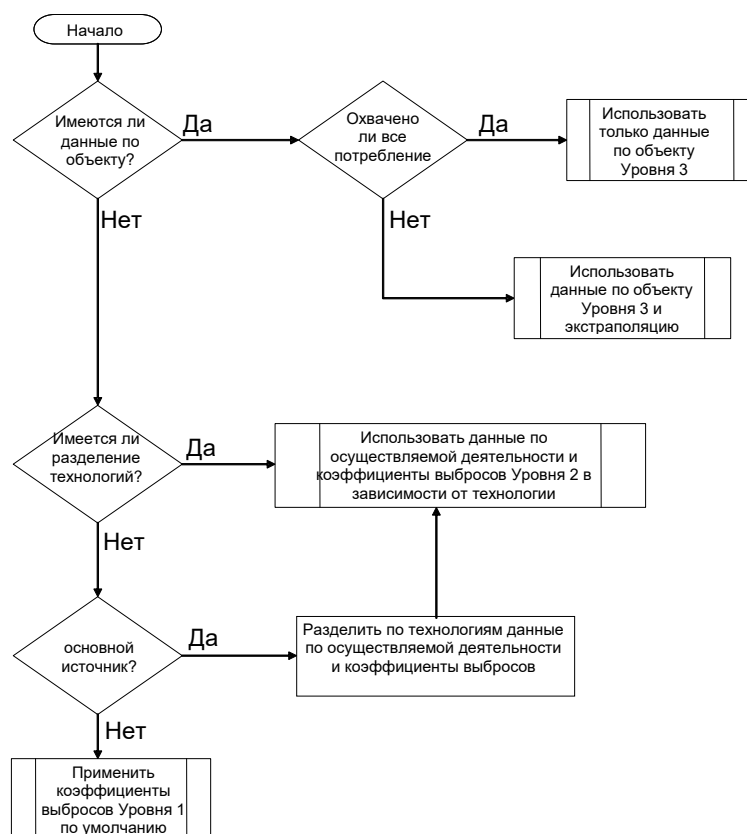 Начало
Имеются ли
данные по
объекту?
Да
Охвачено
ли все
потребление
Да
Использовать
только данные
по объекту
Уровня 3
Нет
Нет
Использовать
данные по объекту
Уровня 3 и
экстраполяцию
Имеется ли
разделение
технологий?
Да
Использовать данные по
осуществляемой деятельности и
коэффициенты выбросов Уровня 2 в
зависимости от технологии
Нет
основной
источник?
Да
Разделить по технологиям данные
по осуществляемой деятельности
и коэффициенты выбросов
Нет
Применить
коэффициенты
выбросов Уровня 1
по умолчанию